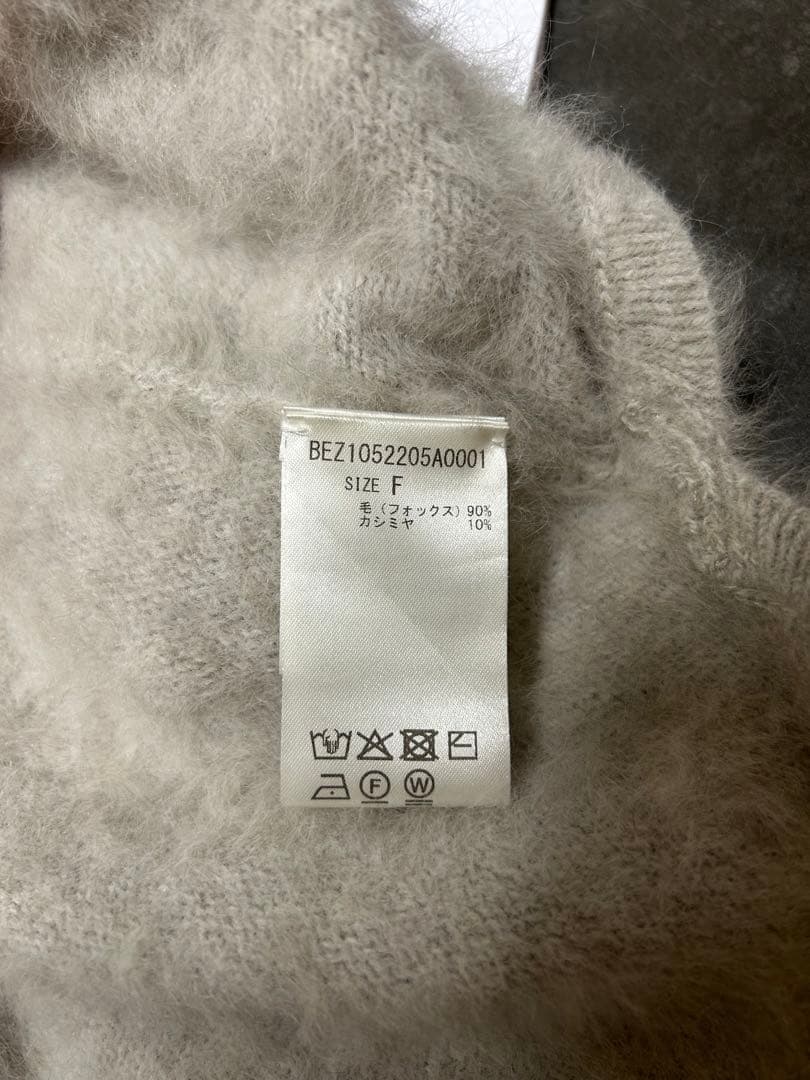 BEZ1052205A0001
SIZE F
毛（フォックス）90%
カシミヤ 10%
F W